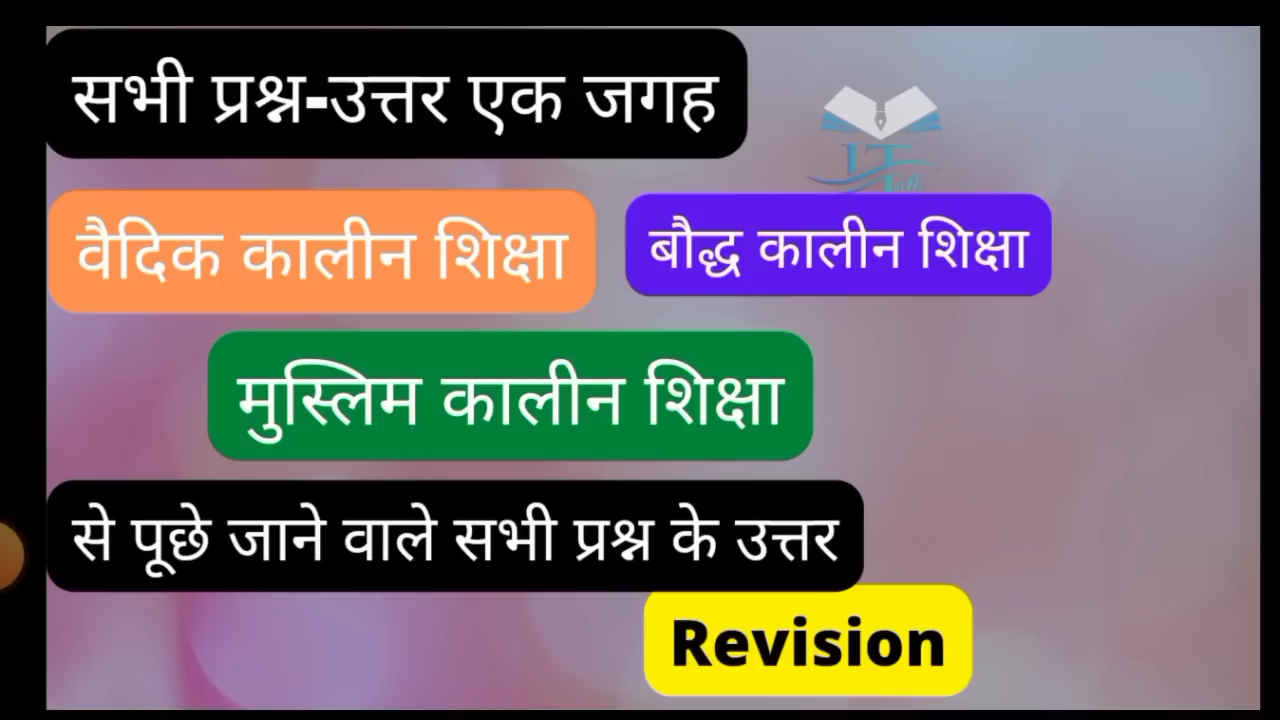 सभी प्रश्न-उत्तर एक जगह
वैदिक कालीन शिक्षा
बौद्ध कालीन शिक्षा
मुस्लिम कालीन शिक्षा
से पूछे जाने वाले सभी प्रश्न के उत्तर
Revision